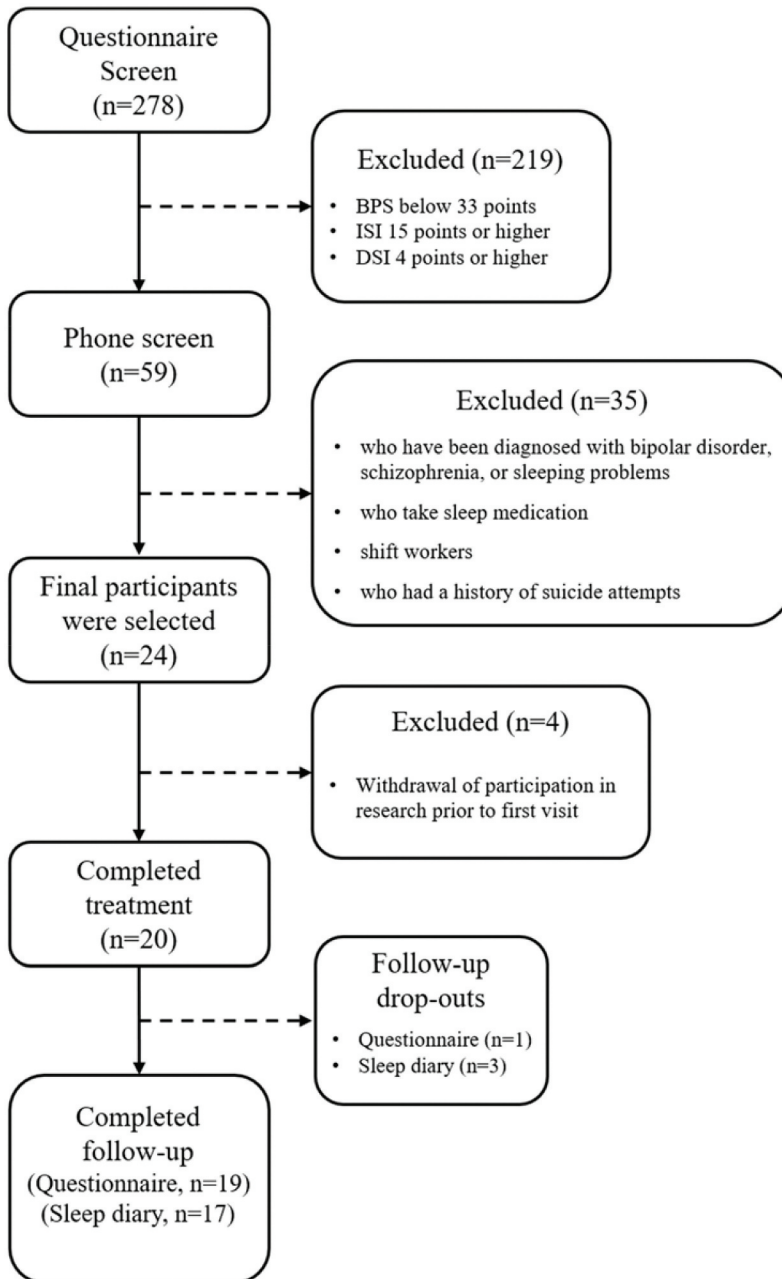 Questionnaire
Screen
(n=278)
Excluded (n=219)
• BPS below 33 points
• ISI 15 points or higher
• DSI 4 points or higher
Phone screen
(n=59)
Excluded (n=35)
• who have been diagnosed with bipolar disorder,
schizophrenia, or sleeping problems
• who take sleep medication
• shift workers
• who had a history of suicide attempts
Final participants
were selected
(n=24)
Excluded (n=4)
• Withdrawal of participation in
research prior to first visit
Completed
treatment
(n=20)
Follow-up
drop-outs
• Questionnaire (n=1)
• Sleep diary (n=3)
Completed
follow-up
(Questionnaire, n=19)
(Sleep diary, n=17)